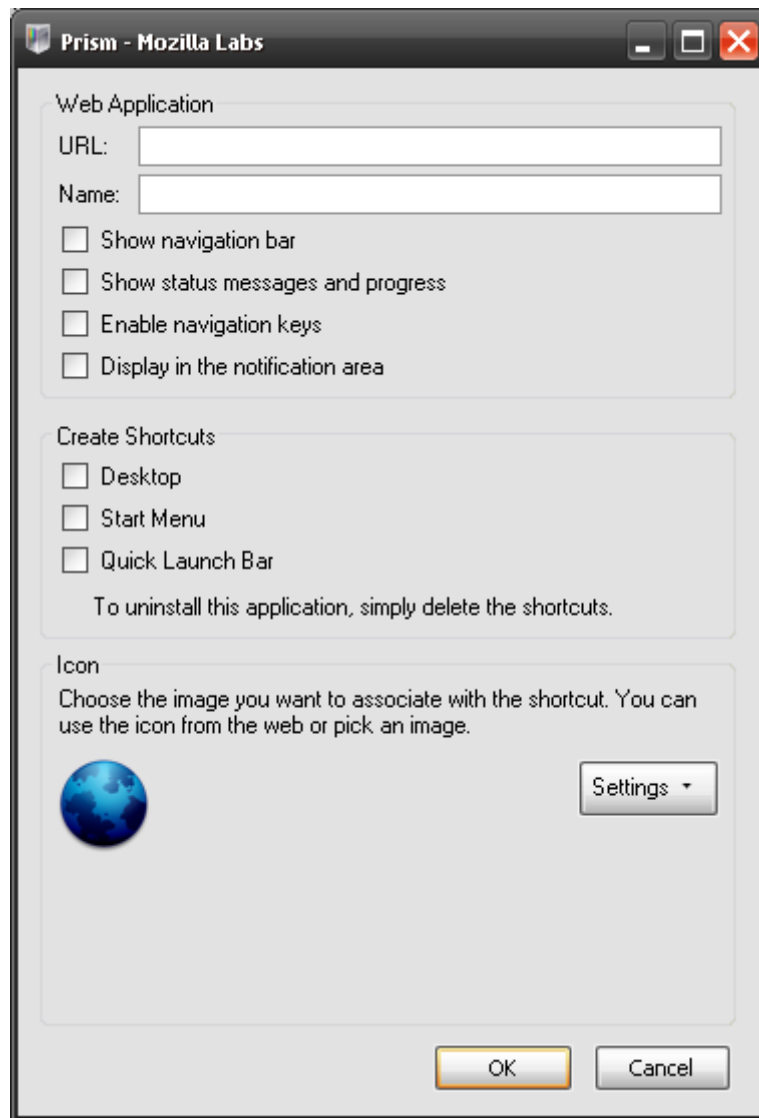 Prism - Mozilla Labs
Web Application
URL:
Name:
Show navigation bar
Show status messages and progress
Enable navigation keys
Display in the notification area
Create Shortcuts
Desktop
Start Menu
Quick Launch Bar
To uninstall this application, simply delete the shortcuts.
Icon
Choose the image you want to associate with the shortcut. You can
use the icon from the web or pick an image.
Settings
OK Cancel